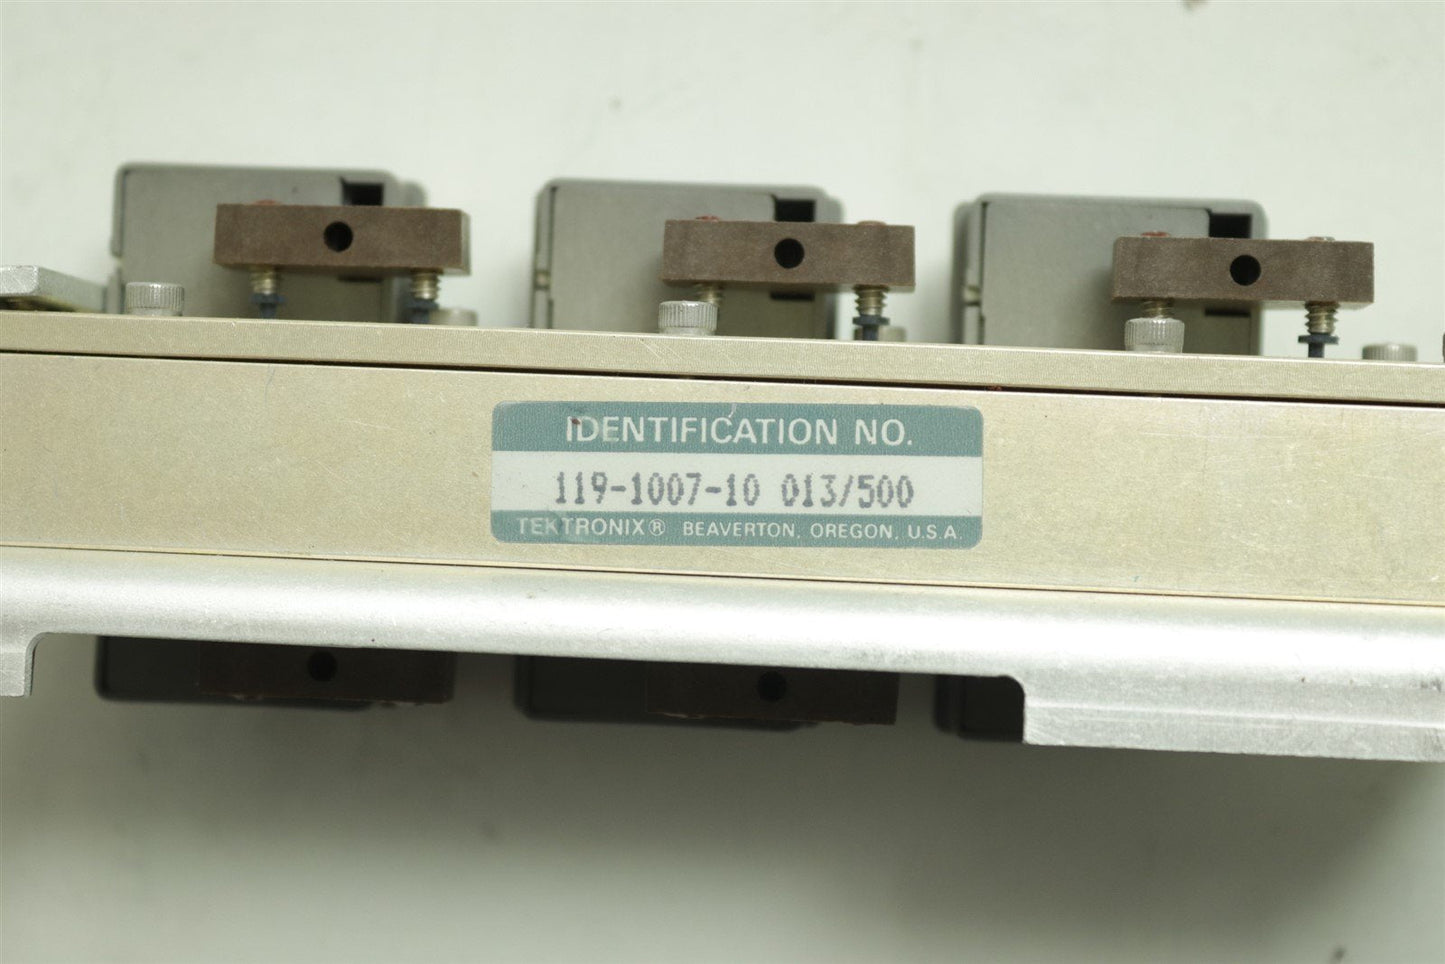 IDENTIFICATION NO.
119-1007-10 013/500
TEKTRONIX® BEAVERTON, OREGON, U.S.A.